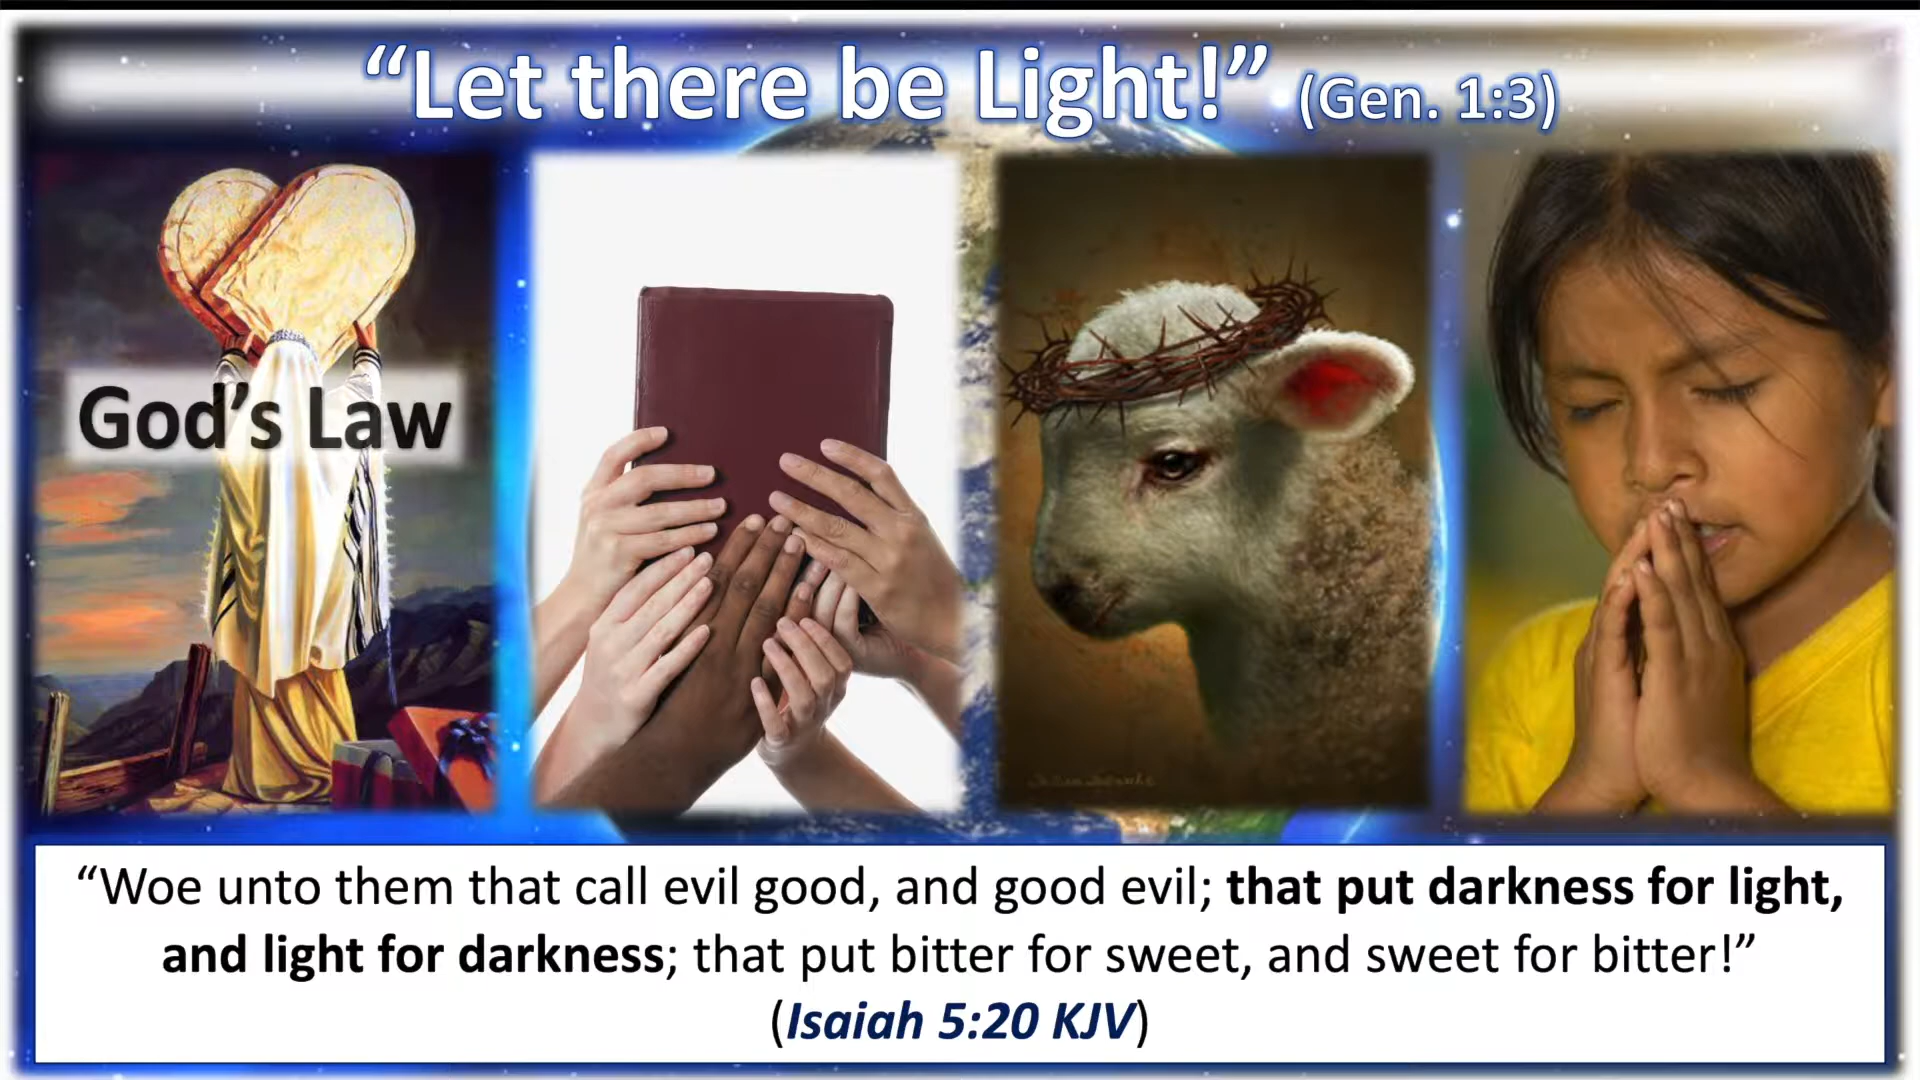 “Let there be Light!” (Gen. 1:3)
God’s Law
“Woe unto them that call evil good, and good evil; that put darkness for light,
and light for darkness; that put bitter for sweet, and sweet for bitter!”
(Isaiah 5:20 KJV)